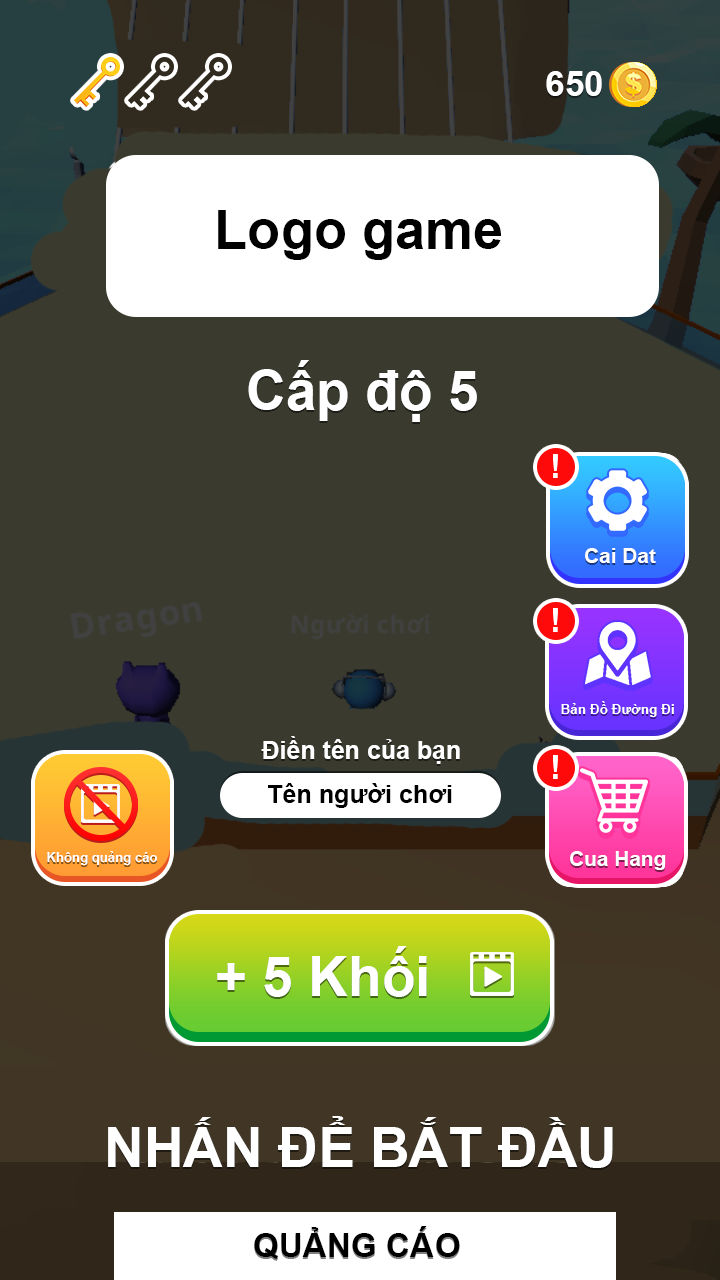 650
Logo game
Cấp độ 5
!
Cai Dat
Dragon
Người chơi
!
Bản Đồ Đường Đi
Điền tên của bạn
Tên người chơi
!
Không quảng cáo
Cua Hang
+ 5 Khối
NHẤN ĐỂ BẮT ĐẦU
QUẢNG CÁO